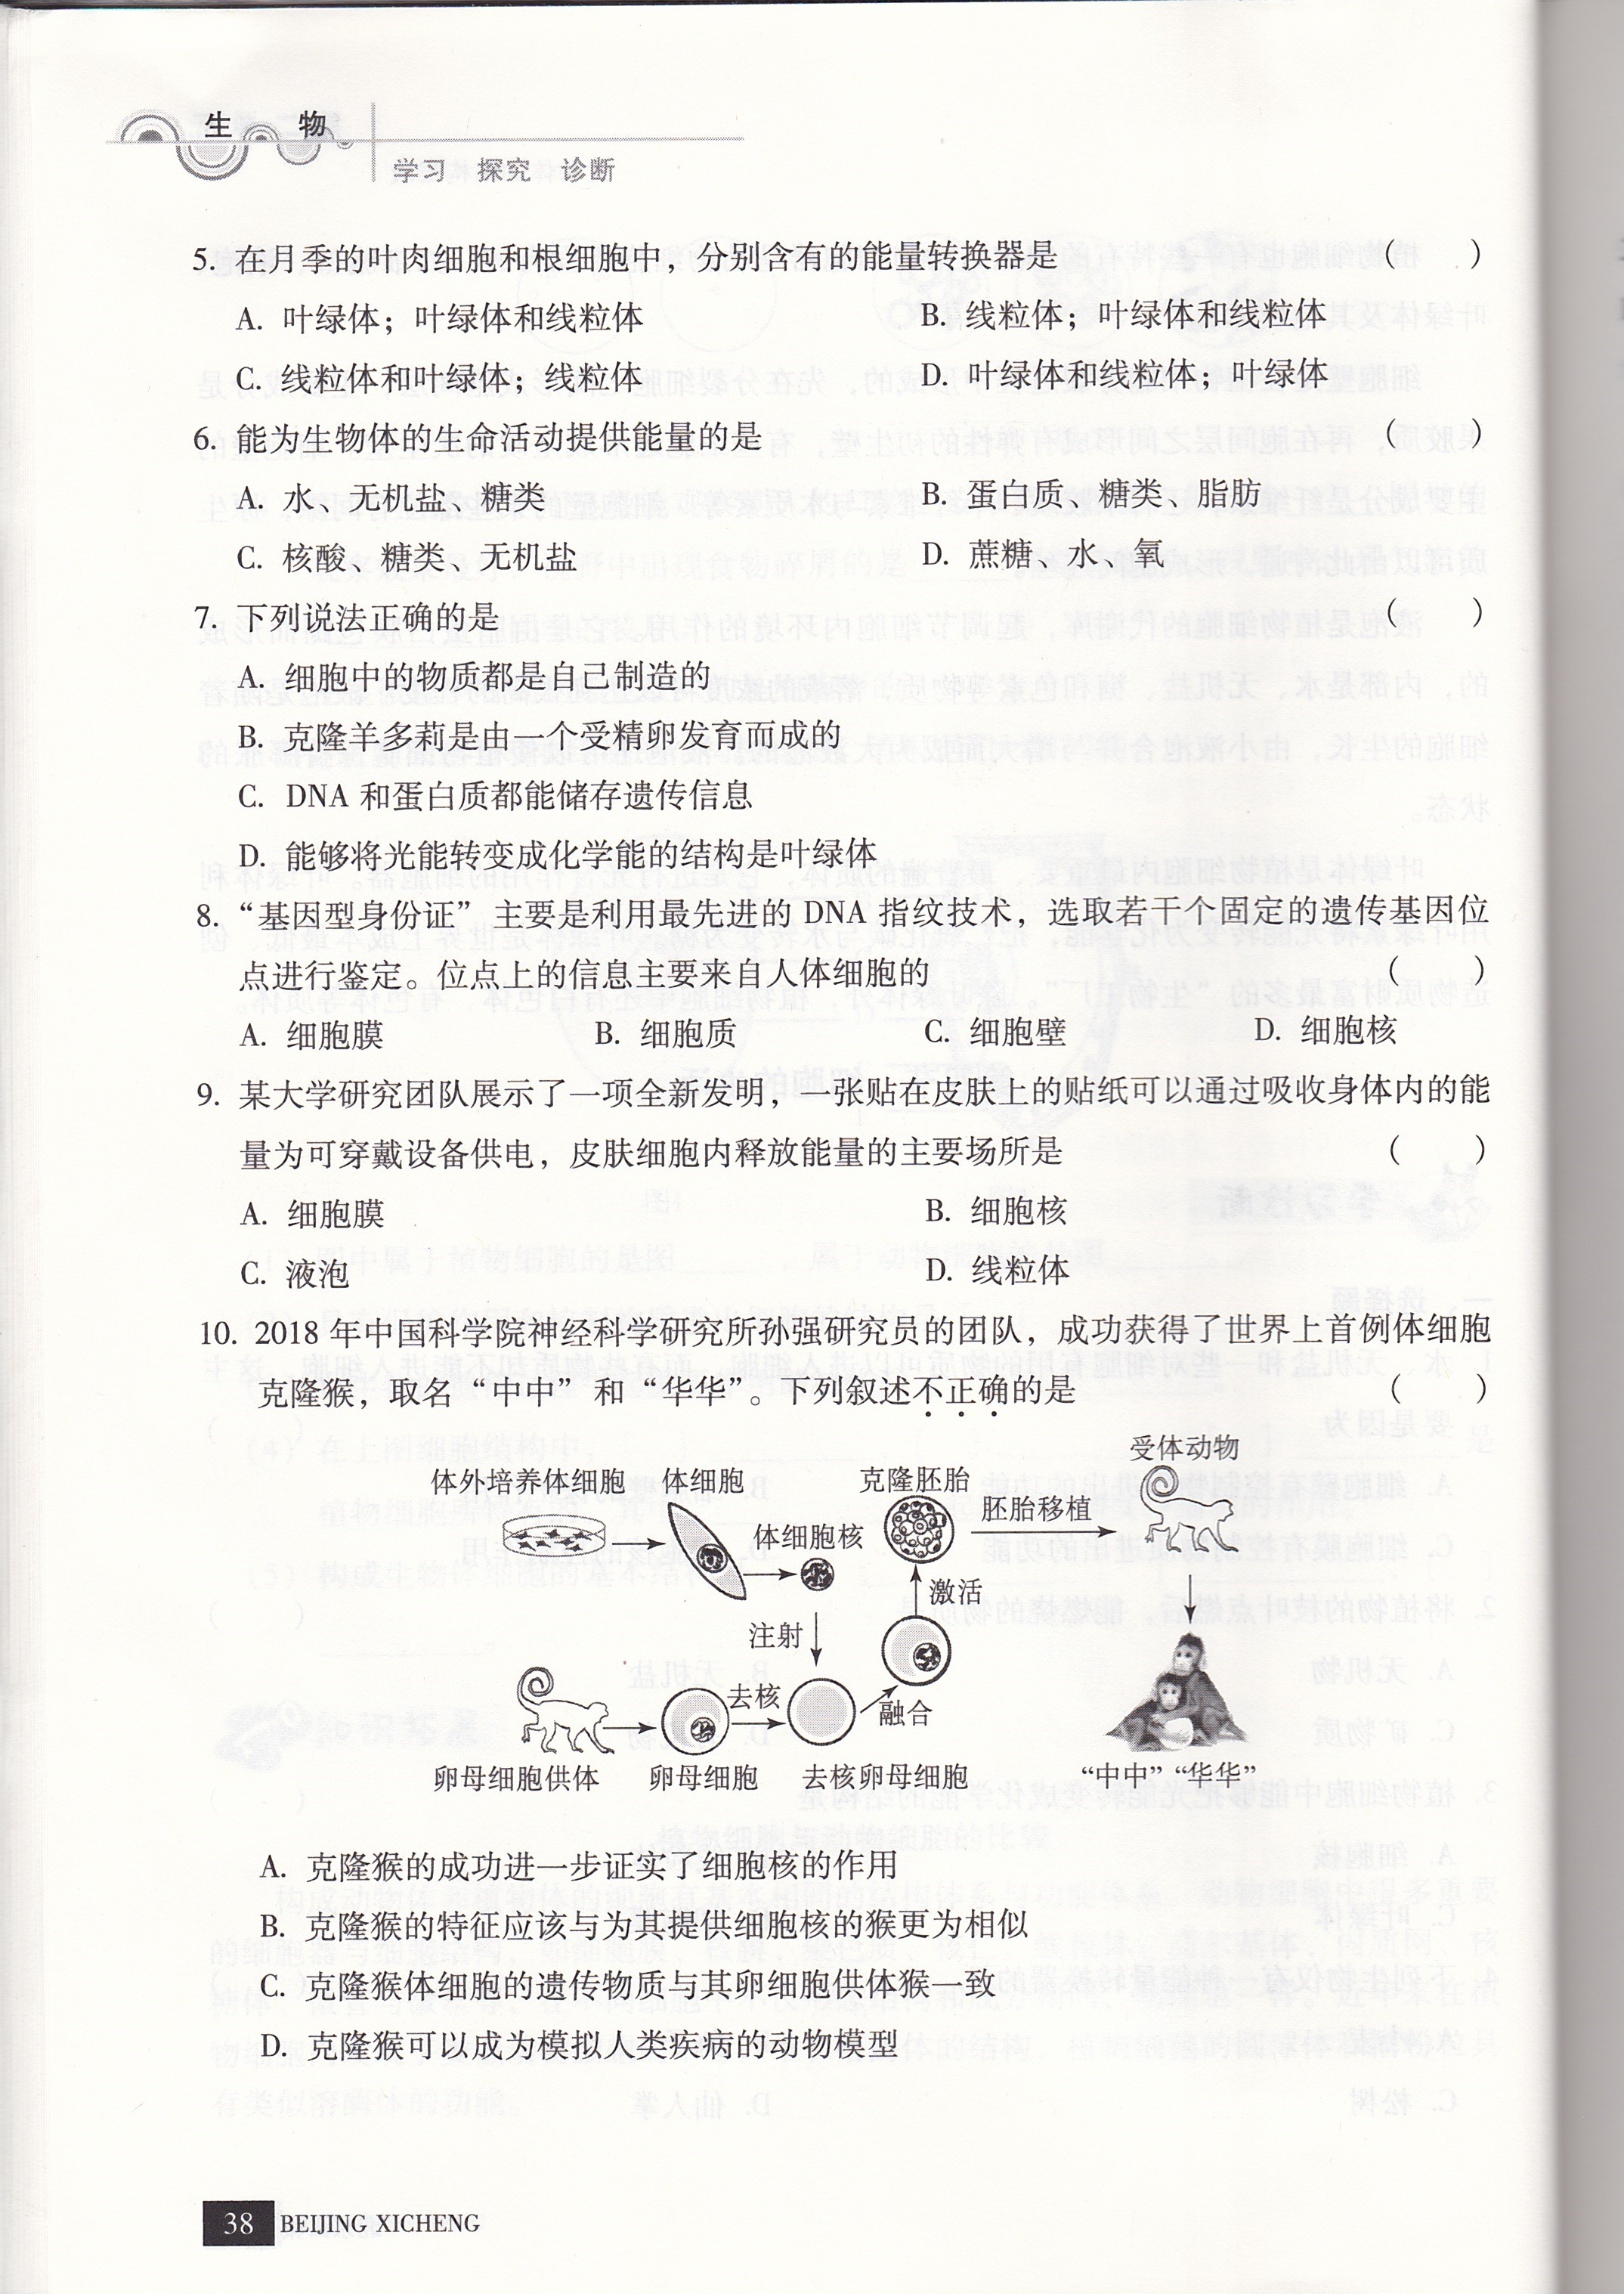 生 物
学习 探究 诊断
5. 在月季的叶肉细胞和根细胞中，分别含有的能量转换器是 （ ）
A. 叶绿体；叶绿体和线粒体 B. 线粒体；叶绿体和线粒体
C. 线粒体和叶绿体；线粒体 D. 叶绿体和线粒体；叶绿体
6. 能为生物体的生命活动提供能量的是 （ ）
A. 水、无机盐、糖类 B. 蛋白质、糖类、脂肪
C. 核酸、糖类、无机盐 D. 蔗糖、水、氧
7. 下列说法正确的是 （ ）
A. 细胞中的物质都是自己制造的
B. 克隆羊多莉是由一个受精卵发育而成的
C. DNA 和蛋白质都能储存遗传信息
D. 能够将光能转变成化学能的结构是叶绿体
8. “基因型身份证” 主要是利用最先进的 DNA 指纹技术，选取若干个固定的遗传基因位
点进行鉴定。位点上的信息主要来自人体细胞的 （ ）
A. 细胞膜 B. 细胞质 C. 细胞壁 D. 细胞核
9. 某大学研究团队展示了一项全新发明，一张贴在皮肤上的贴纸可以通过吸收身体内的能
量为可穿戴设备供电，皮肤细胞内释放能量的主要场所是 （ ）
A. 细胞膜 B. 细胞核
C. 液泡 D. 线粒体
10. 2018 年中国科学院神经科学研究所孙强研究员的团队，成功获得了世界上首例体细胞
克隆猴，取名 “中中” 和 “华华”。下列叙述不正确的是 （ ）
受体动物
体外培养体细胞 体细胞 克隆胚胎
胚胎移植
体细胞核
激活
注射
去核
融合
卵母细胞供体 卵母细胞 去核卵母细胞 “中中” “华华”
A. 克隆猴的成功进一步证实了细胞核的作用
B. 克隆猴的特征应该与为其提供细胞核的猴更为相似
C. 克隆猴体细胞的遗传物质与其卵细胞供体猴一致
D. 克隆猴可以成为模拟人类疾病的动物模型
38 BEIJING XICHENG